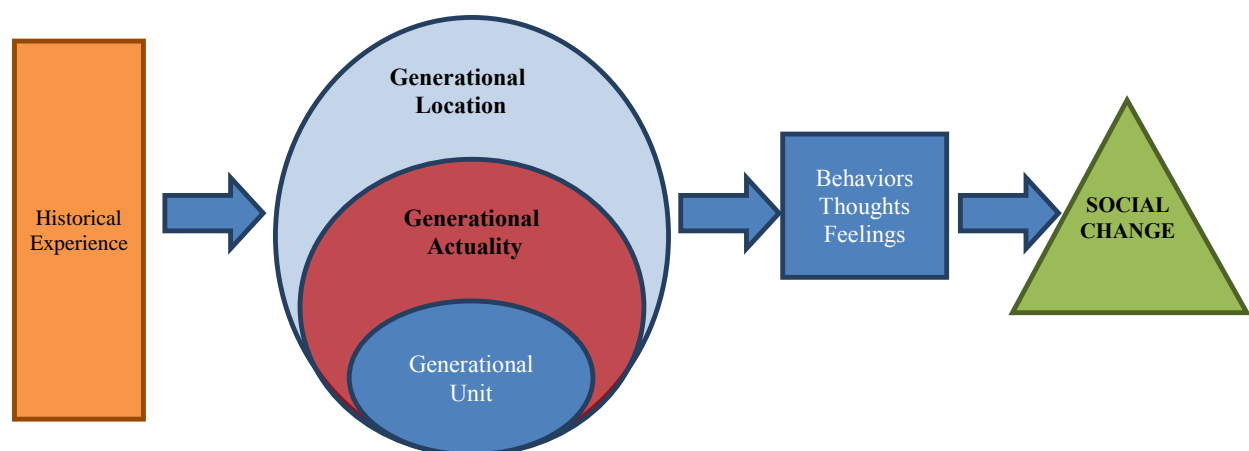 Historical
Experience
Generational
Location
Generational
Actuality
Generational
Unit
Behaviors
Thoughts
Feelings
SOCIAL
CHANGE